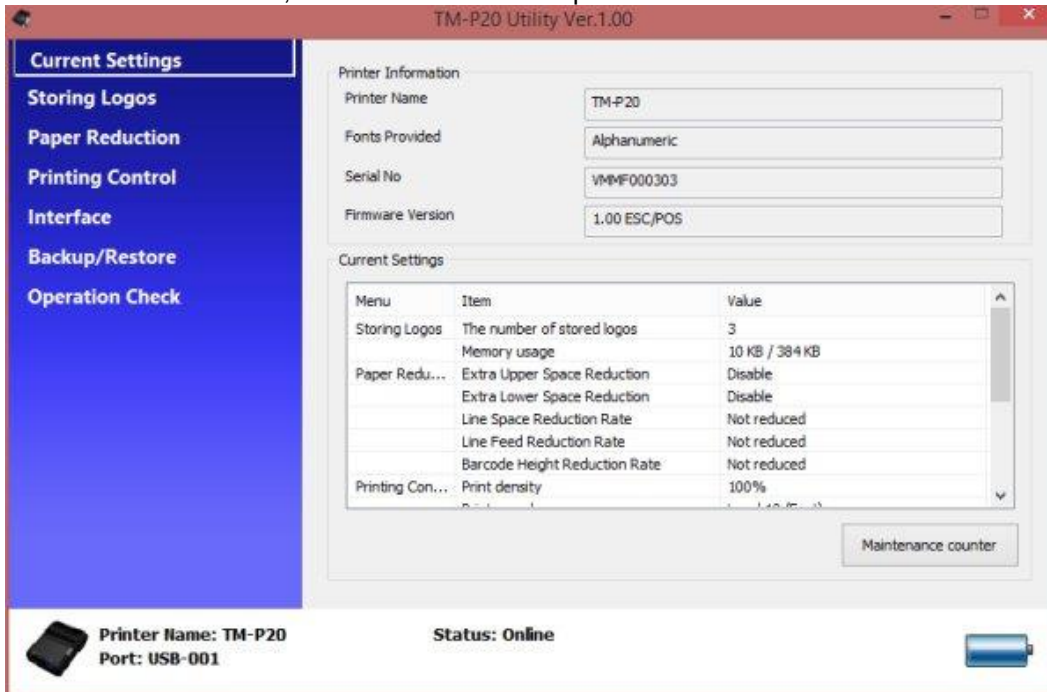 TM-P20 Utility Ver.1.00
Current Settings
Storing Logos
Paper Reduction
Printing Control
Interface
Backup/Restore
Operation Check
Printer Information
Printer Name TM-P20
Fonts Provided Alphanumeric
Serial No VMMF000303
Firmware Version 1.00 ESC/POS
Current Settings
Menu Item Value
Storing Logos The number of stored logos 3
Memory usage 10 KB / 384 KB
Paper Redu... Extra Upper Space Reduction Disable
Extra Lower Space Reduction Disable
Line Space Reduction Rate Not reduced
Line Feed Reduction Rate Not reduced
Barcode Height Reduction Rate Not reduced
Printing Con... Print density 100%
Maintenance counter
Printer Name: TM-P20 Status: Online
Port: USB-001